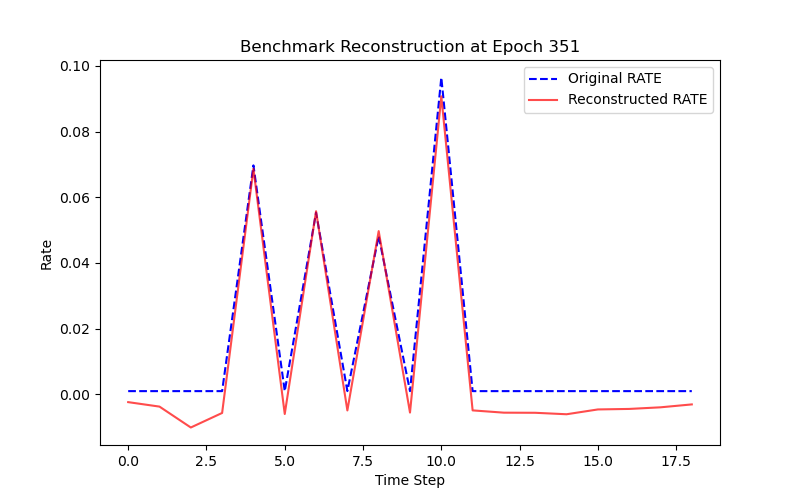 Benchmark Reconstruction at Epoch 351
Original RATE
Reconstructed RATE
Rate
0.10
0.08
0.06
0.04
0.02
0.00
0.0 2.5 5.0 7.5 10.0 12.5 15.0 17.5
Time Step